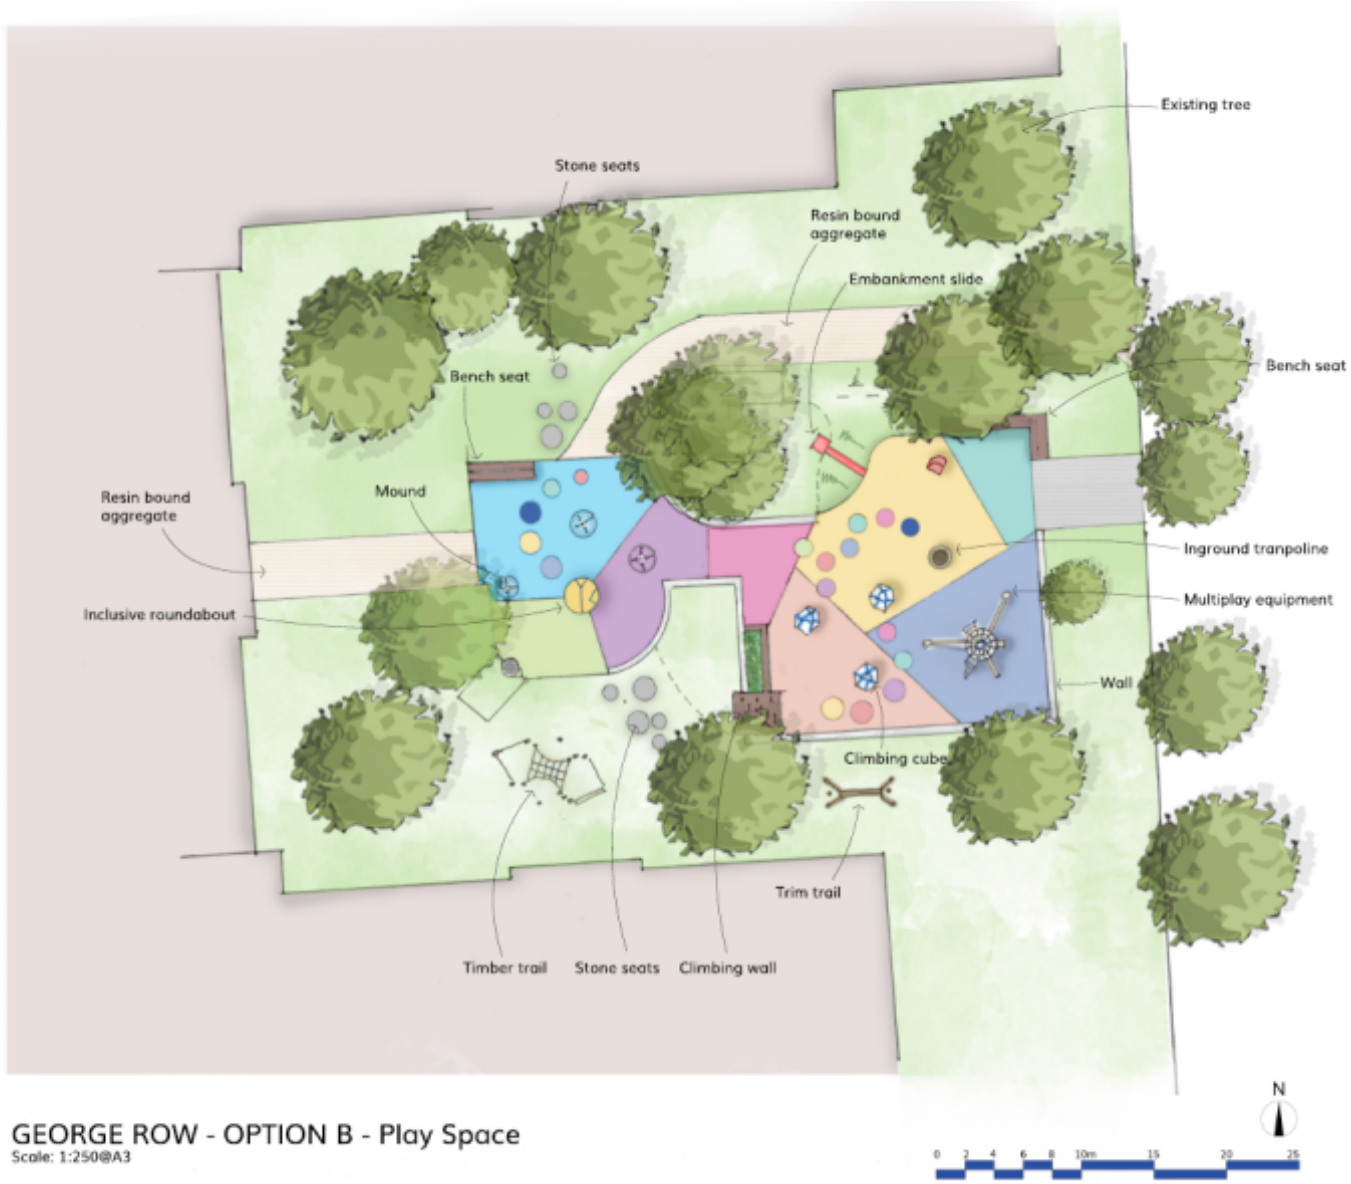 Existing tree
Stone seats
Resin bound
aggregate
Embankment slide
Bench seat
Bench seat
Resin bound
aggregate
Mound
Inground tranpoline
Multiplay equipment
Inclusive roundabout
Wall
Climbing cube
Trim trail
Timber trail
Stone seats
Climbing wall
N
GEORGE ROW - OPTION B - Play Space
Scale: 1:250@A3
0 2 4 6 8 10m 15 20 25